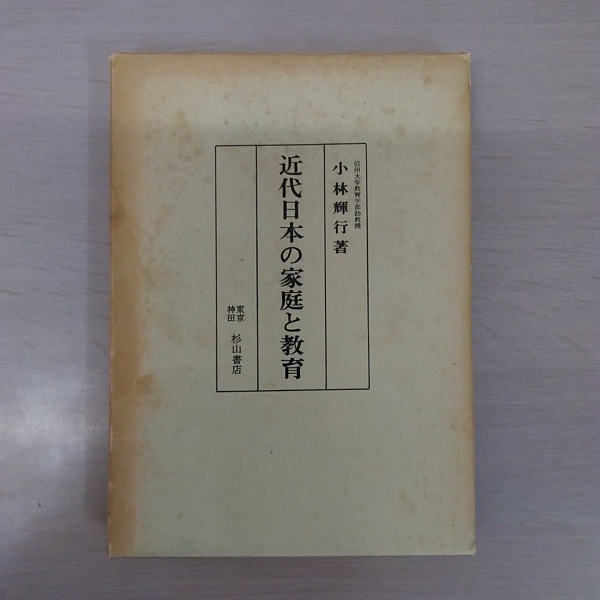 信州大学教育学部助教授
小林輝行著
近代日本の家庭と教育
東京
神田
杉山書店